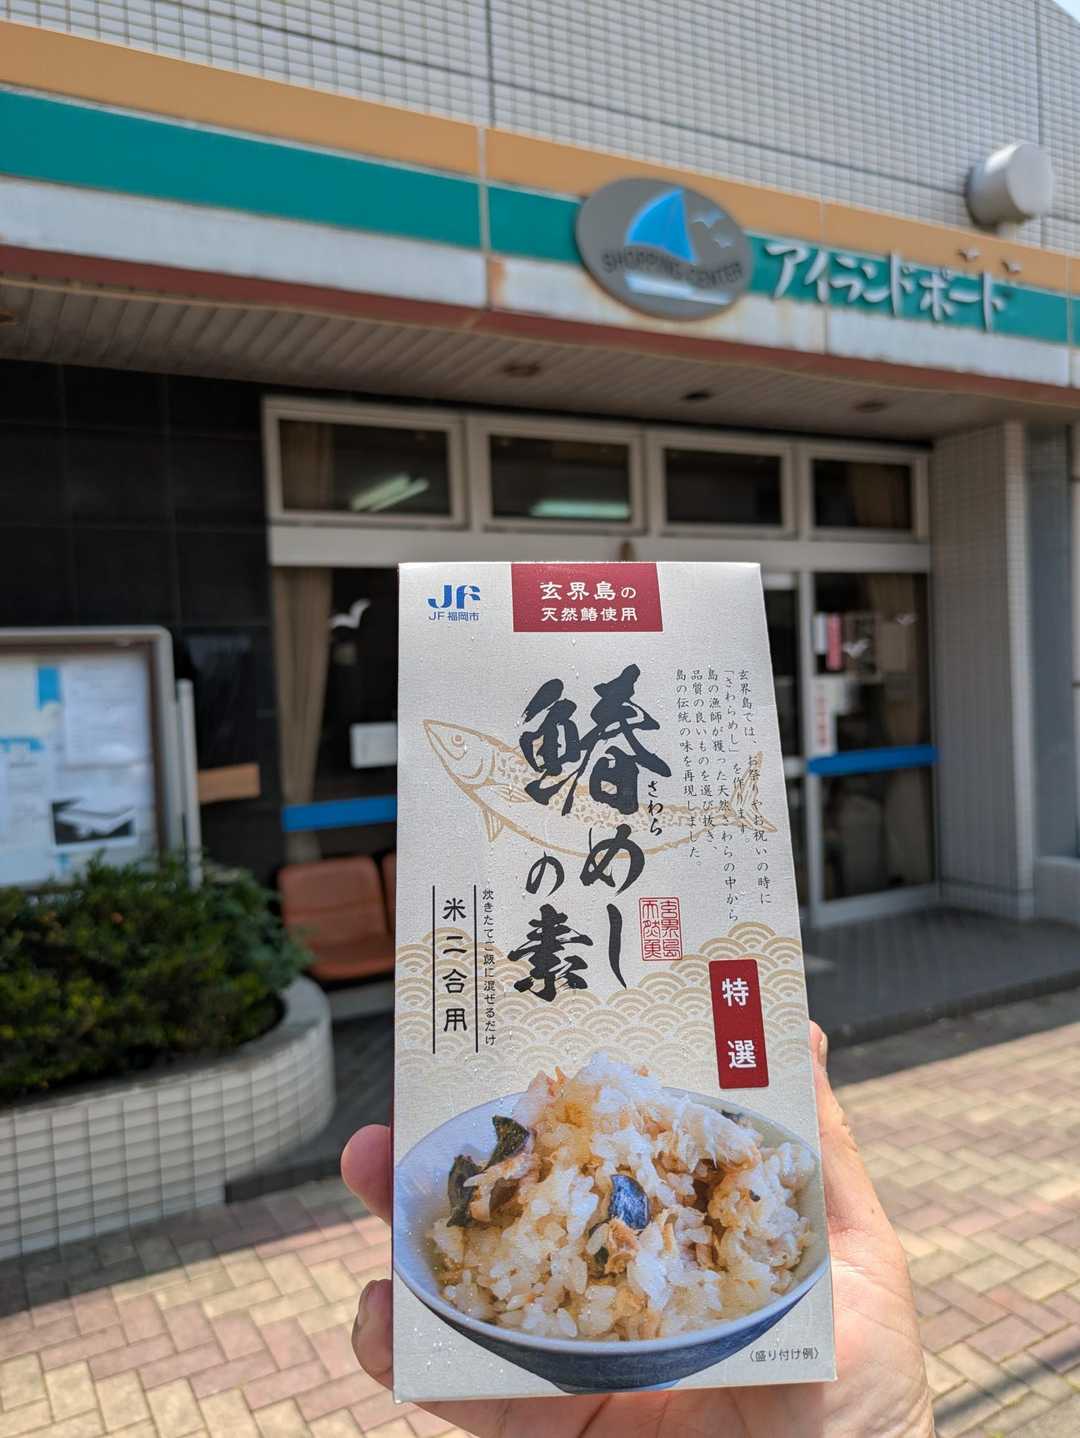 SHOPPING CENTER
アイランドポート
JF
JF福岡市
玄界島の
天然鰆使用
鰆めし
さわら
の素
玄界島では、お祭りやお祝いの時に
「さわらめし」を作ります。
島の漁師が獲った天然さわらの中から
品質の良いものを選び抜き、
島の伝統の味を再現しました。
炊きたてご飯に混ぜるだけ
米二合用
玄界島
特選
〈盛り付け例〉